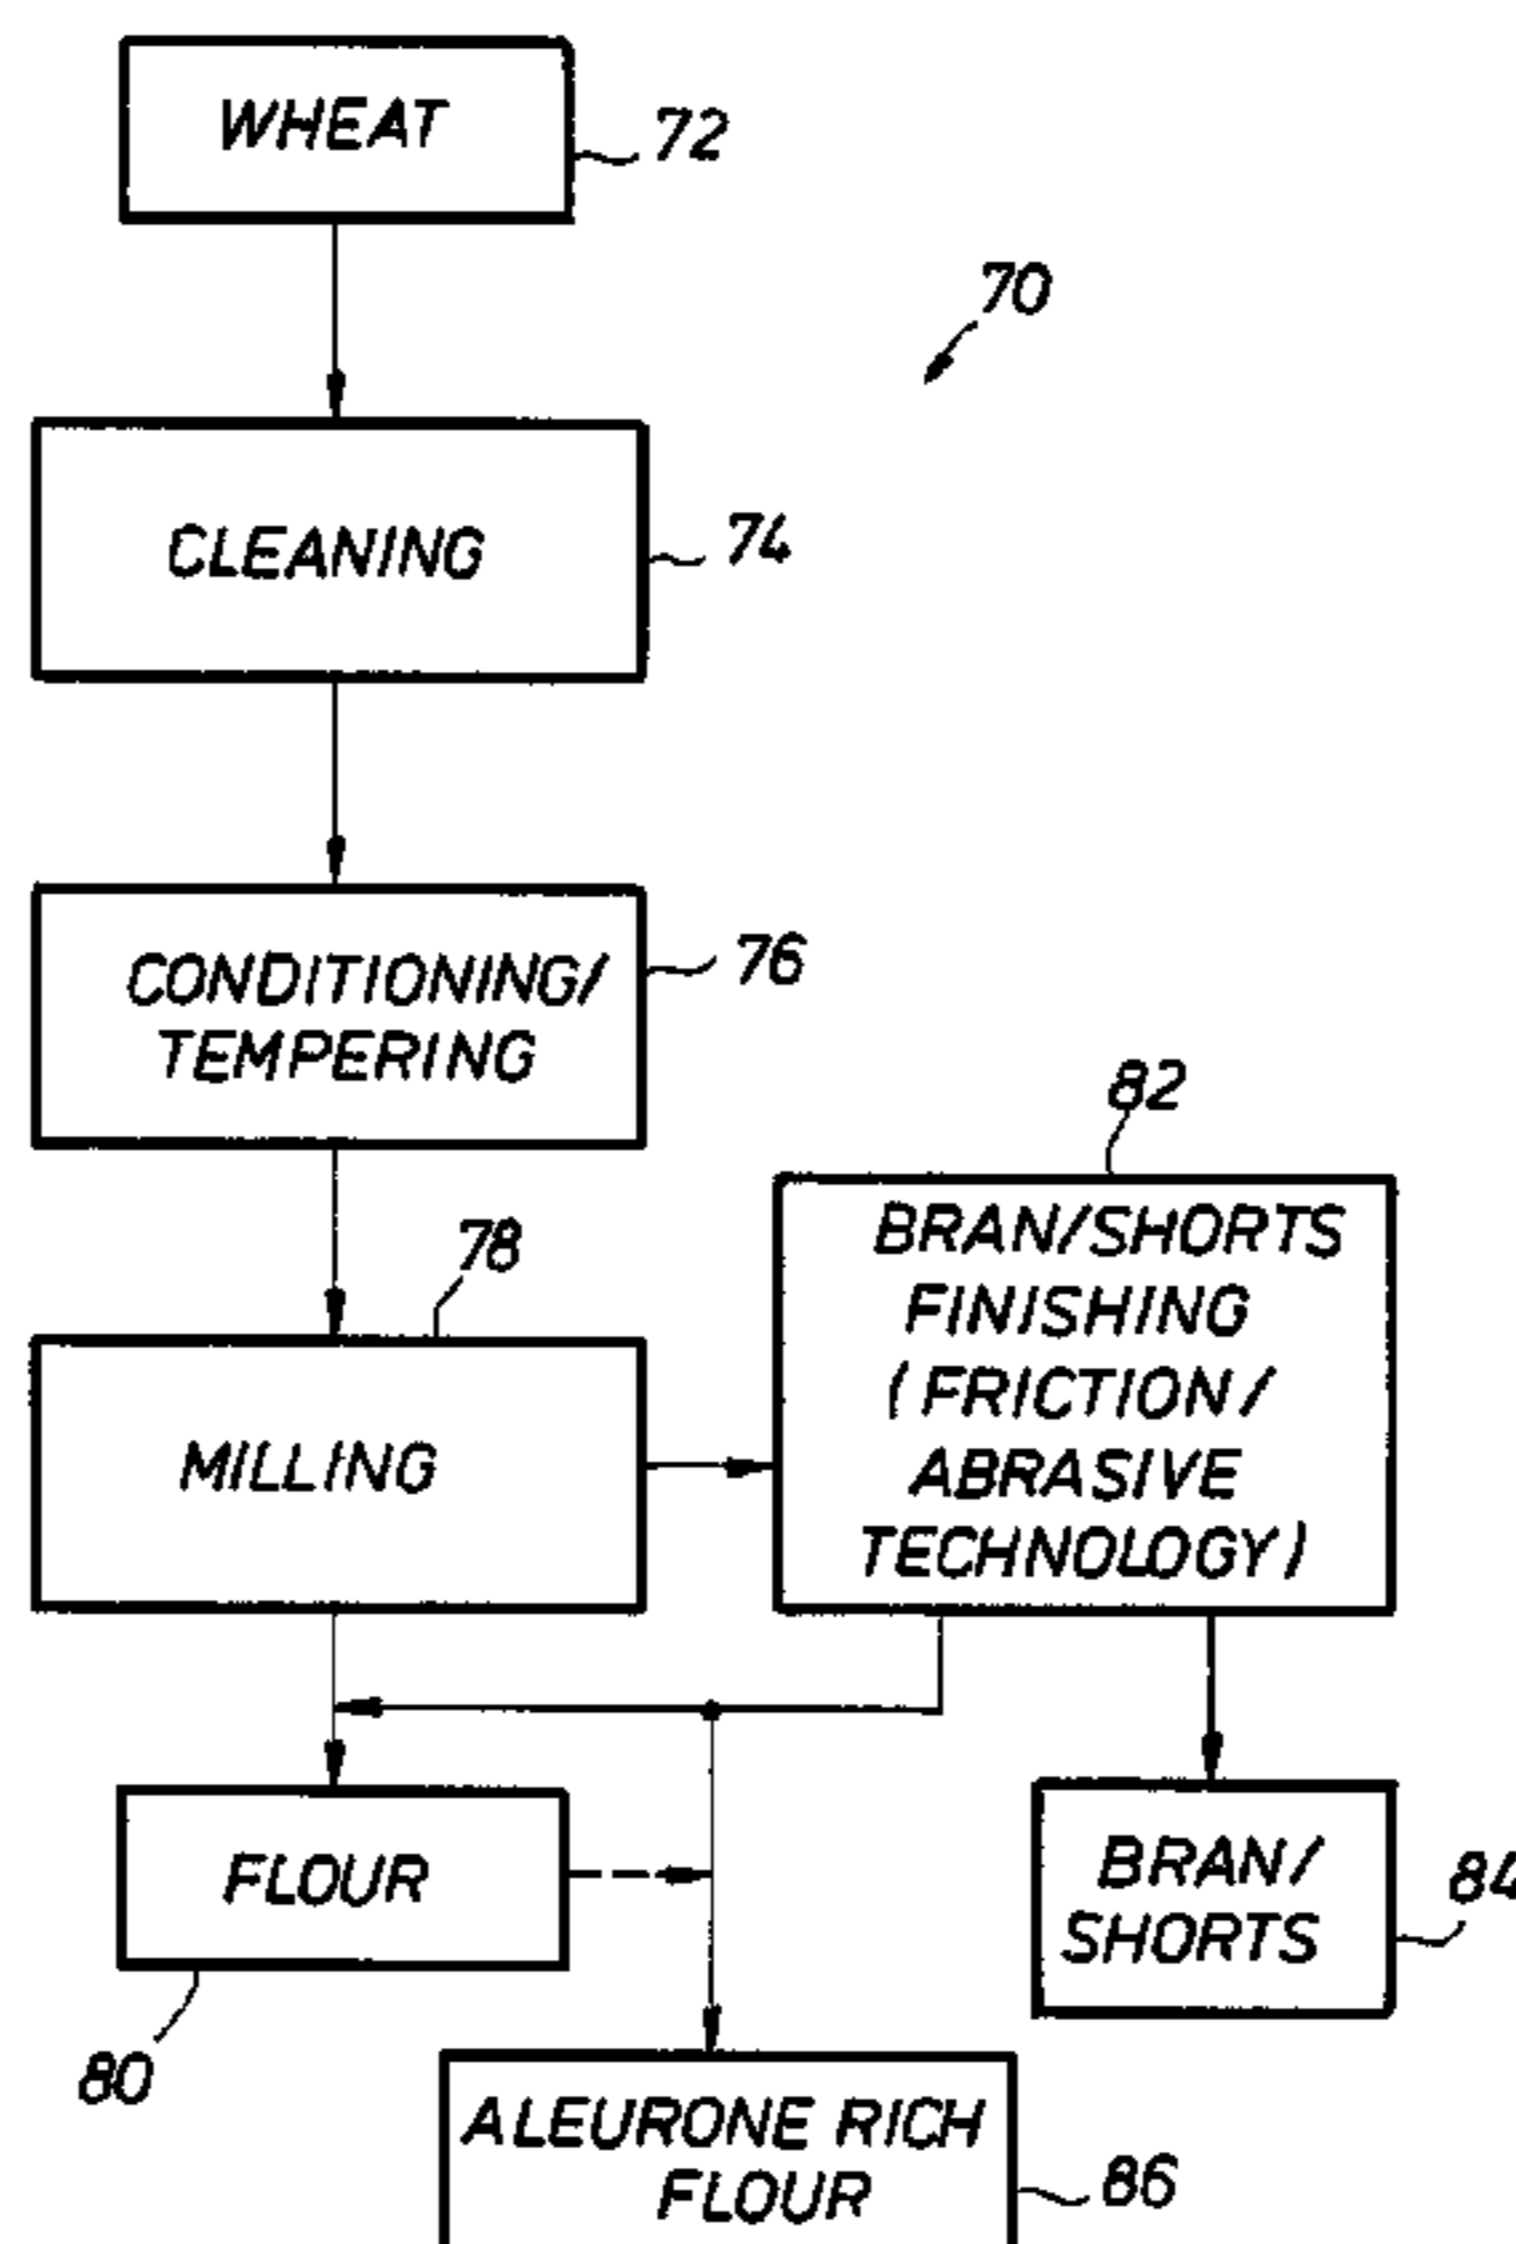 WHEAT
72
70
CLEANING
74
CONDITIONING/
TEMPERING
76
82
78
MILLING
BRAN/SHORTS
FINISHING
(FRICTION/
ABRASIVE
TECHNOLOGY)
FLOUR
80
BRAN/
SHORTS
84
ALEURONE RICH
FLOUR
86